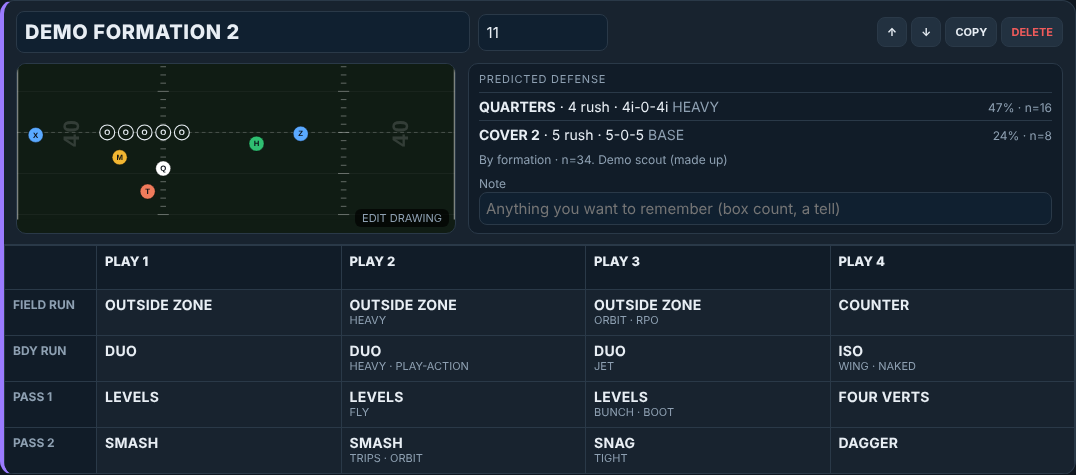 DEMO FORMATION 2
11
↑ ↓ COPY DELETE
40 40
X O O O O O Z
H
M
Q
T
EDIT DRAWING
PREDICTED DEFENSE
QUARTERS · 4 rush · 4i-0-4i HEAVY 47% · n=16
COVER 2 · 5 rush · 5-0-5 BASE 24% · n=8
By formation · n=34. Demo scout (made up)
Note
Anything you want to remember (box count, a tell)
PLAY 1 PLAY 2 PLAY 3 PLAY 4
FIELD RUN OUTSIDE ZONE OUTSIDE ZONE OUTSIDE ZONE COUNTER
HEAVY ORBIT · RPO
BDY RUN DUO DUO DUO ISO
HEAVY · PLAY-ACTION JET WING · NAKED
PASS 1 LEVELS LEVELS LEVELS FOUR VERTS
FLY BUNCH · BOOT
PASS 2 SMASH SMASH SNAG DAGGER
TRIPS · ORBIT TIGHT